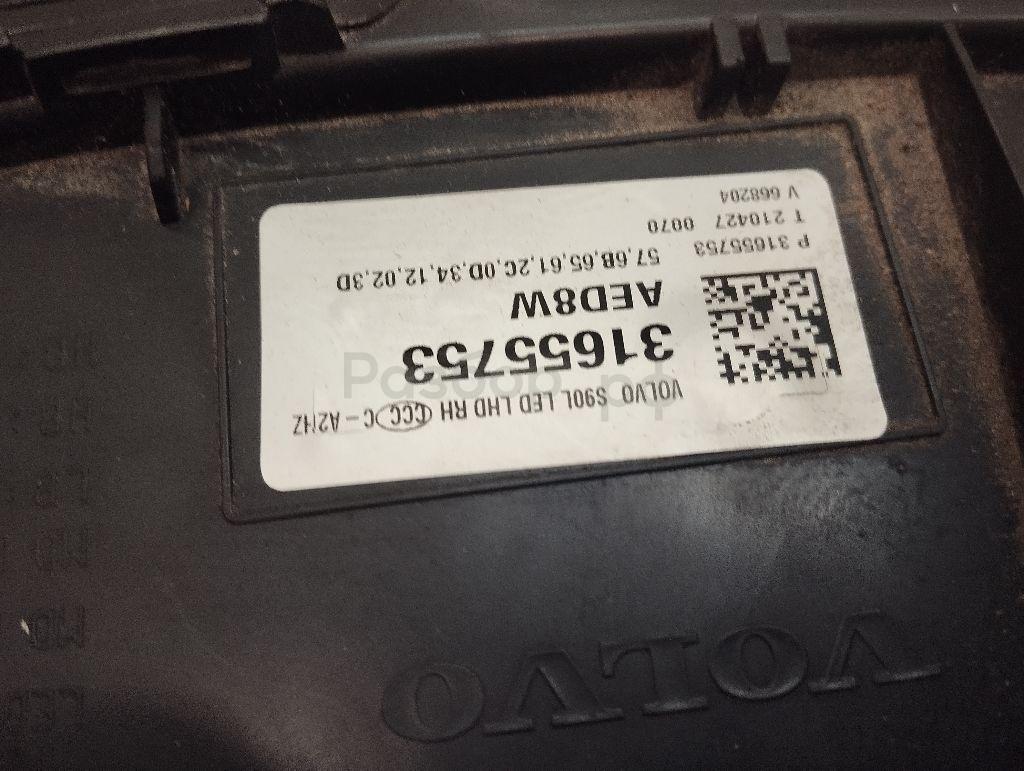 VOLVO
VOLVO S90L LED LHD RH CCC C-A2HZ
31655753
AED8W
57,6B,65,61,2C,0D,34,12,02,3D
P 31655753
T 210427 0070
V 668204